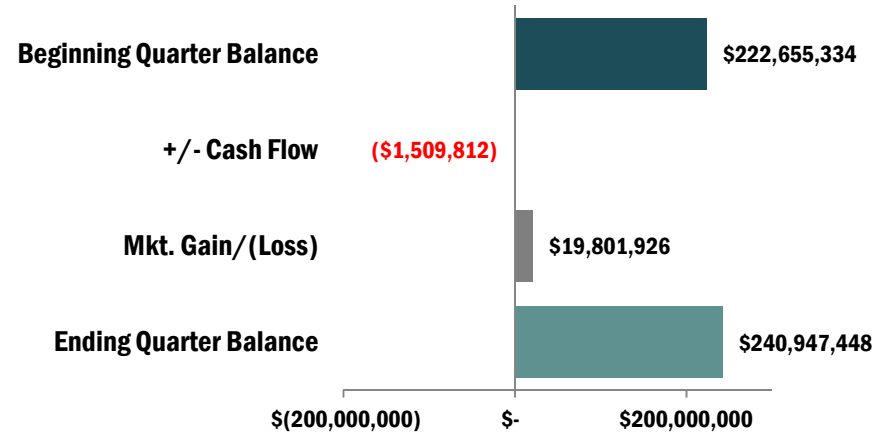 Beginning Quarter Balance $222,655,334
+/- Cash Flow ($1,509,812)
Mkt. Gain/(Loss) $19,801,926
Ending Quarter Balance $240,947,448
$(200,000,000) $- $200,000,000